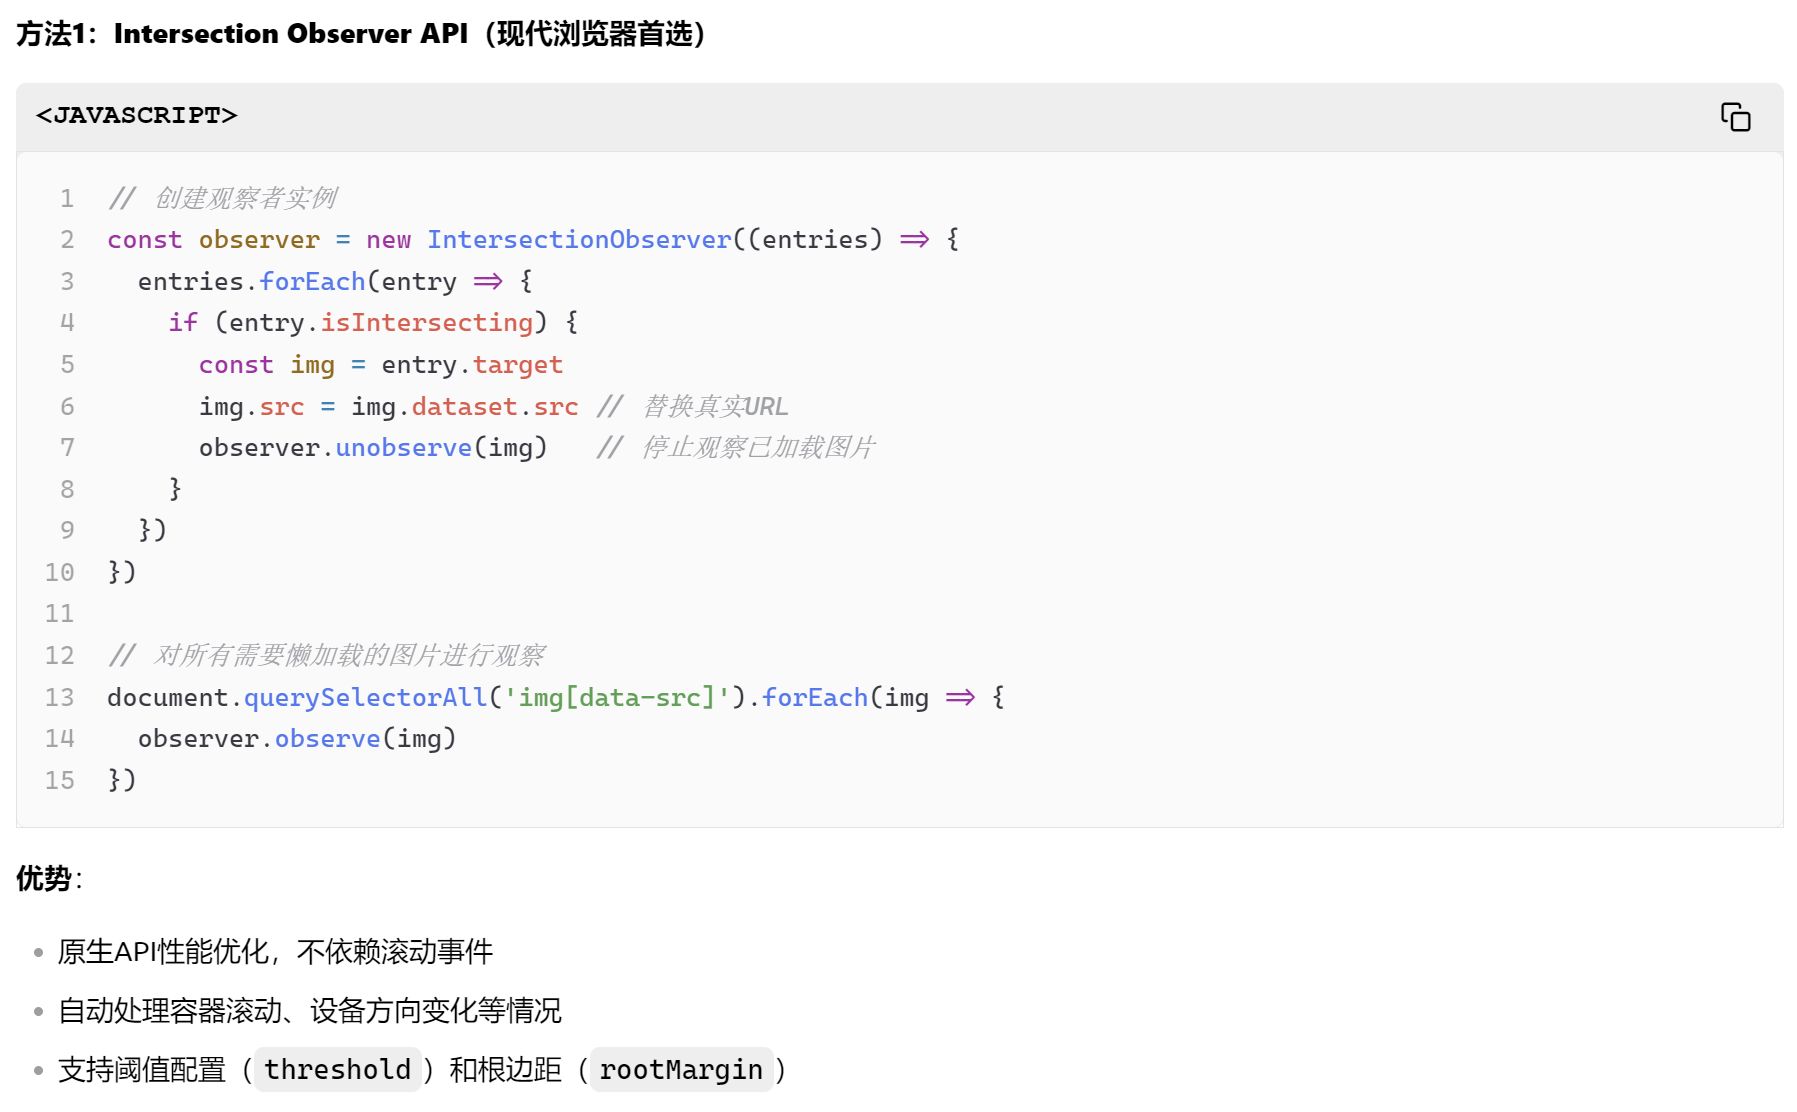 方法1：Intersection Observer API（现代浏览器首选）
<JAVASCRIPT>
1 // 创建观察者实例
2 const observer = new IntersectionObserver((entries) => {
3   entries.forEach(entry => {
4     if (entry.isIntersecting) {
5       const img = entry.target
6       img.src = img.dataset.src // 替换真实URL
7       observer.unobserve(img)   // 停止观察已加载图片
8     }
9   })
10 })
11
12 // 对所有需要懒加载的图片进行观察
13 document.querySelectorAll('img[data-src]').forEach(img => {
14   observer.observe(img)
15 })
优势：
• 原生API性能优化，不依赖滚动事件
• 自动处理容器滚动、设备方向变化等情况
• 支持阈值配置（threshold）和根边距（rootMargin）